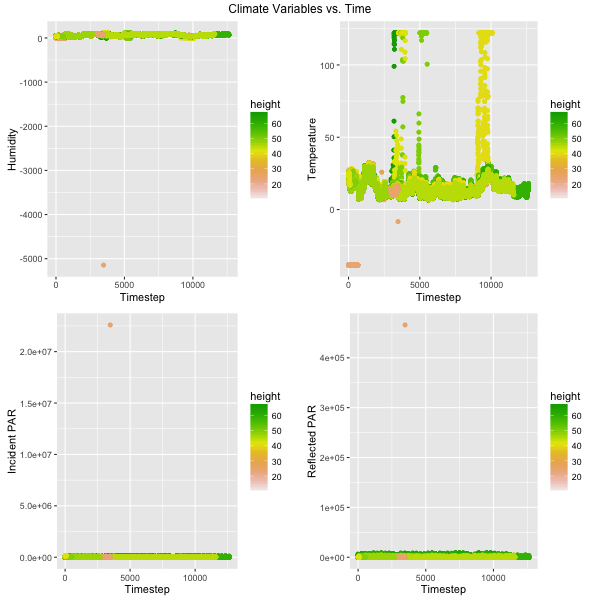 Climate Variables vs. Time
0
-1000
-2000
-3000
-4000
-5000
Humidity
0 5000 10000
Timestep
height
60
50
40
30
20
100
50
0
Temperature
0 5000 10000
Timestep
height
60
50
40
30
20
2.0e+07
1.5e+07
1.0e+07
5.0e+06
0.0e+00
Incident PAR
0 5000 10000
Timestep
height
60
50
40
30
20
4e+05
3e+05
2e+05
1e+05
0e+00
Reflected PAR
0 5000 10000
Timestep
height
60
50
40
30
20